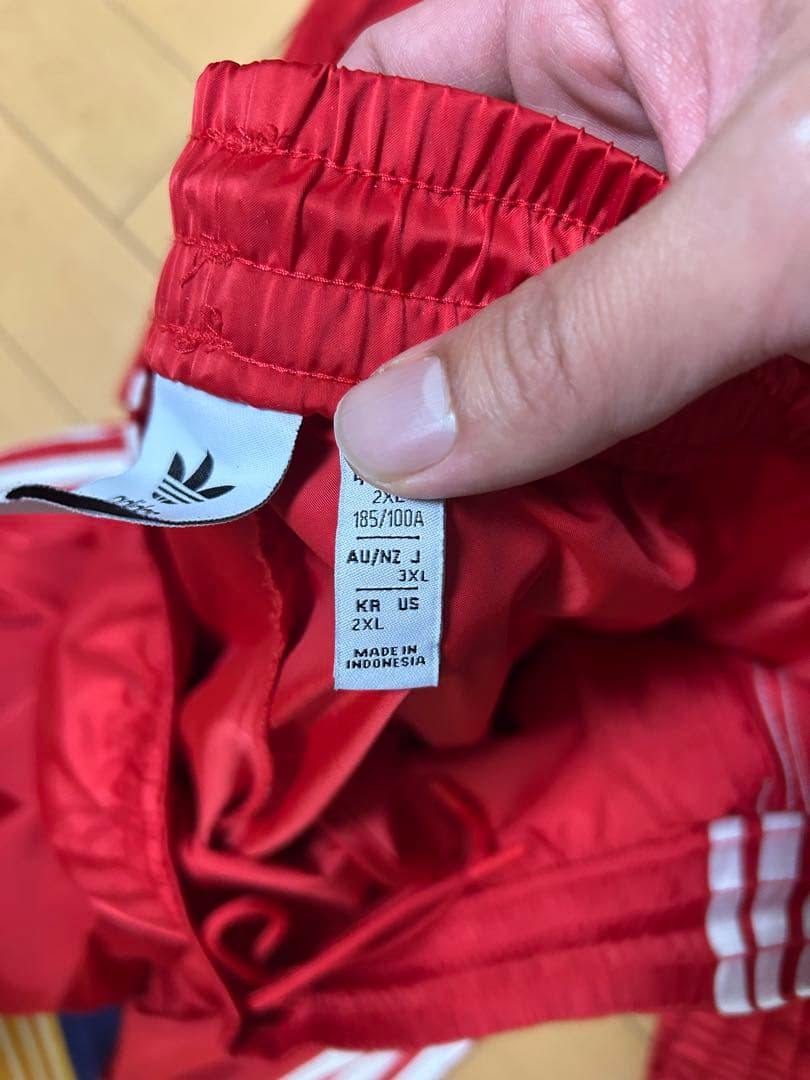 2XL
185/100A
AU/NZ J
3XL
KR US
2XL
MADE IN
INDONESIA